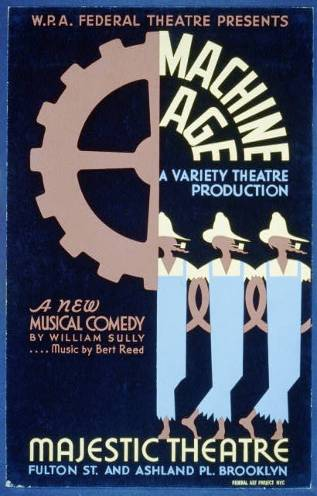 W.P.A. FEDERAL THEATRE PRESENTS
MACHINE
AGE
A VARIETY THEATRE
PRODUCTION
A NEW
MUSICAL COMEDY
BY WILLIAM SULLY
.... Music by Bert Reed
MAJESTIC THEATRE
FULTON ST. AND ASHLAND PL. BROOKLYN
FEDERAL ART PROJECT NYC